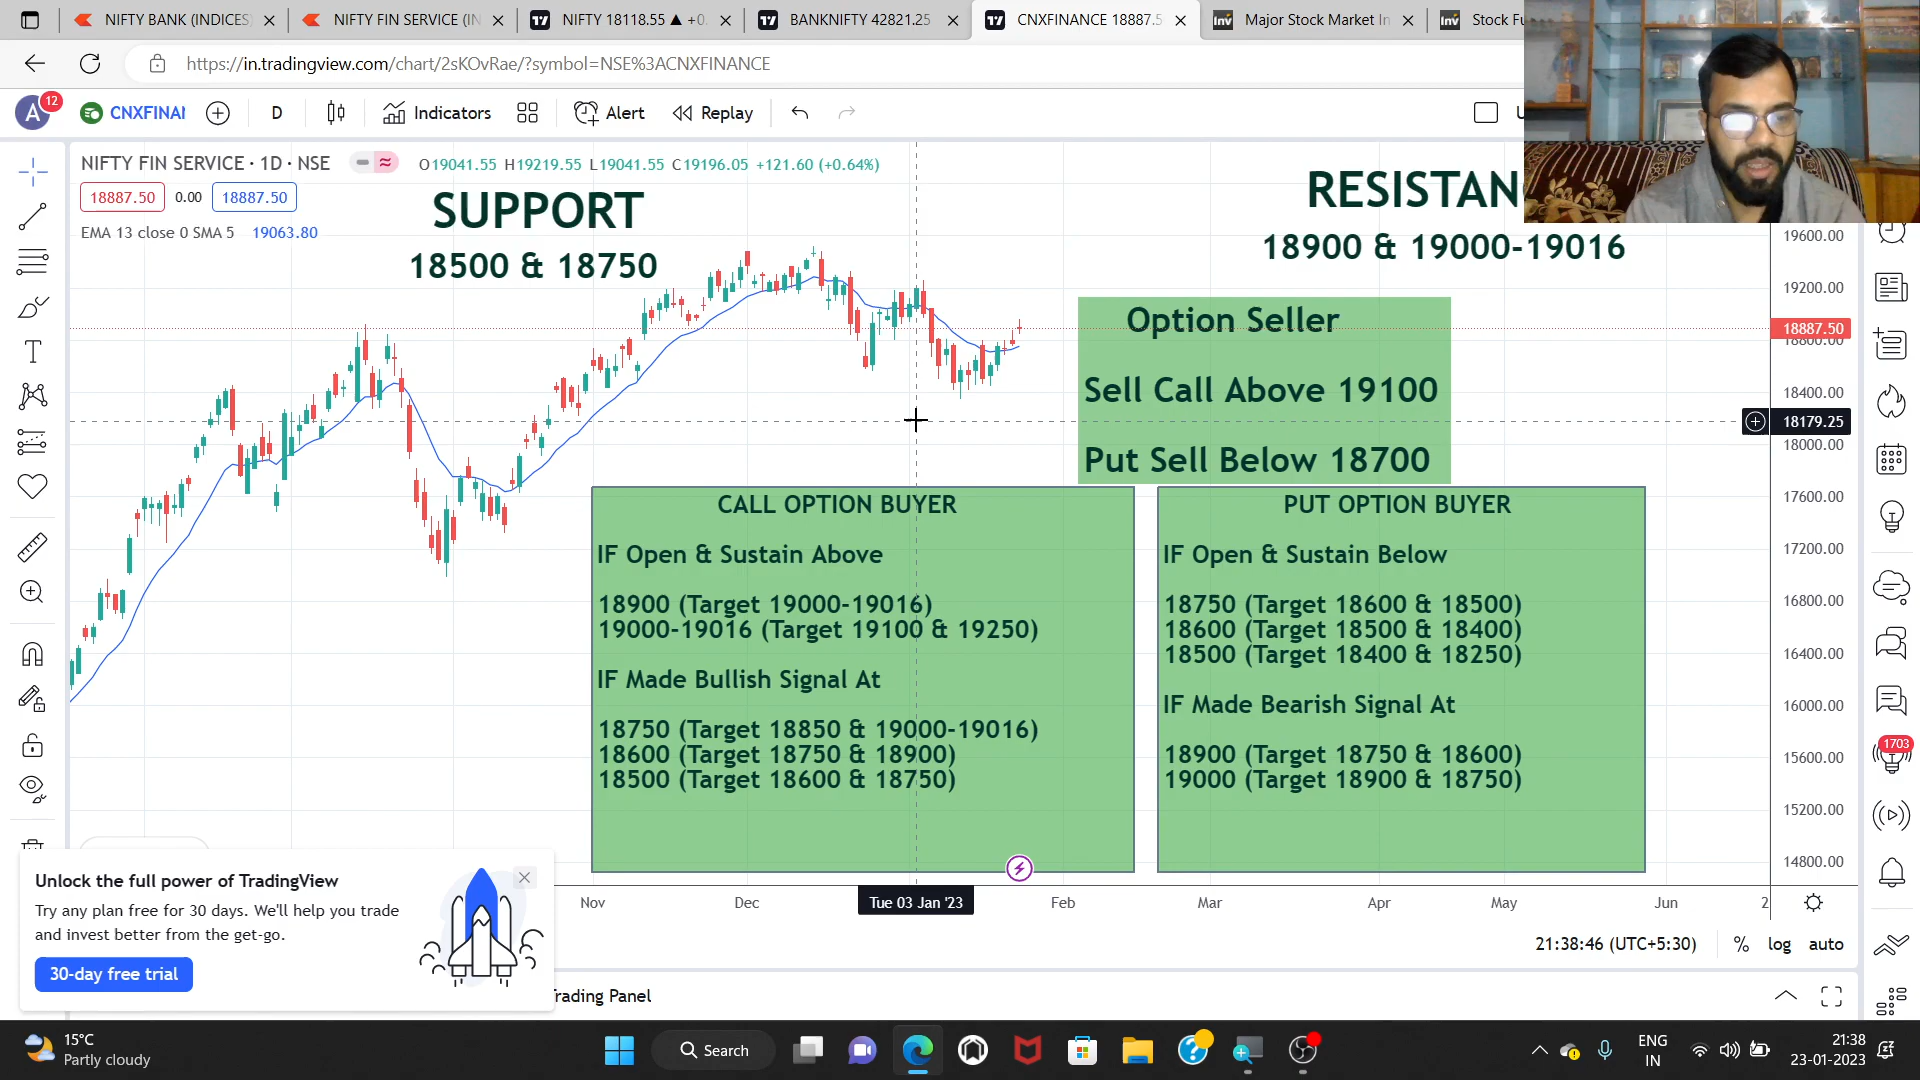 NIFTY BANK (INDICES)
NIFTY FIN SERVICE (IN
NIFTY 18118.55 ▲ +0.
BANKNIFTY 42821.25
CNXFINANCE 18887.5
Major Stock Market In
Stock Fu
https://in.tradingview.com/chart/2sKOvRae/?symbol=NSE%3ACNXFINANCE
A 12
CNXFINAN
D
Indicators
Alert
Replay
NIFTY FIN SERVICE · 1D · NSE
O19041.55 H19219.55 L19041.55 C19196.05 +121.60 (+0.64%)
18887.50 0.00 18887.50
EMA 13 close 0 SMA 5 19063.80
SUPPORT
18500 & 18750
RESISTAN
18900 & 19000-19016
Option Seller
Sell Call Above 19100
Put Sell Below 18700
CALL OPTION BUYER
IF Open & Sustain Above
18900 (Target 19000-19016)
19000-19016 (Target 19100 & 19250)
IF Made Bullish Signal At
18750 (Target 18850 & 19000-19016)
18600 (Target 18750 & 18900)
18500 (Target 18600 & 18750)
PUT OPTION BUYER
IF Open & Sustain Below
18750 (Target 18600 & 18500)
18600 (Target 18500 & 18400)
18500 (Target 18400 & 18250)
IF Made Bearish Signal At
18900 (Target 18750 & 18600)
19000 (Target 18900 & 18750)
19600.00
19200.00
18887.50
18800.00
18400.00
18179.25
18000.00
17600.00
17200.00
16800.00
16400.00
16000.00
15600.00
15200.00
14800.00
1703
Nov
Dec
Tue 03 Jan '23
Feb
Mar
Apr
May
Jun
2
21:38:46 (UTC+5:30)
%
log
auto
Unlock the full power of TradingView
Try any plan free for 30 days. We'll help you trade
and invest better from the get-go.
30-day free trial
Trading Panel
15°C
Partly cloudy
Search
ENG
IN
21:38
23-01-2023